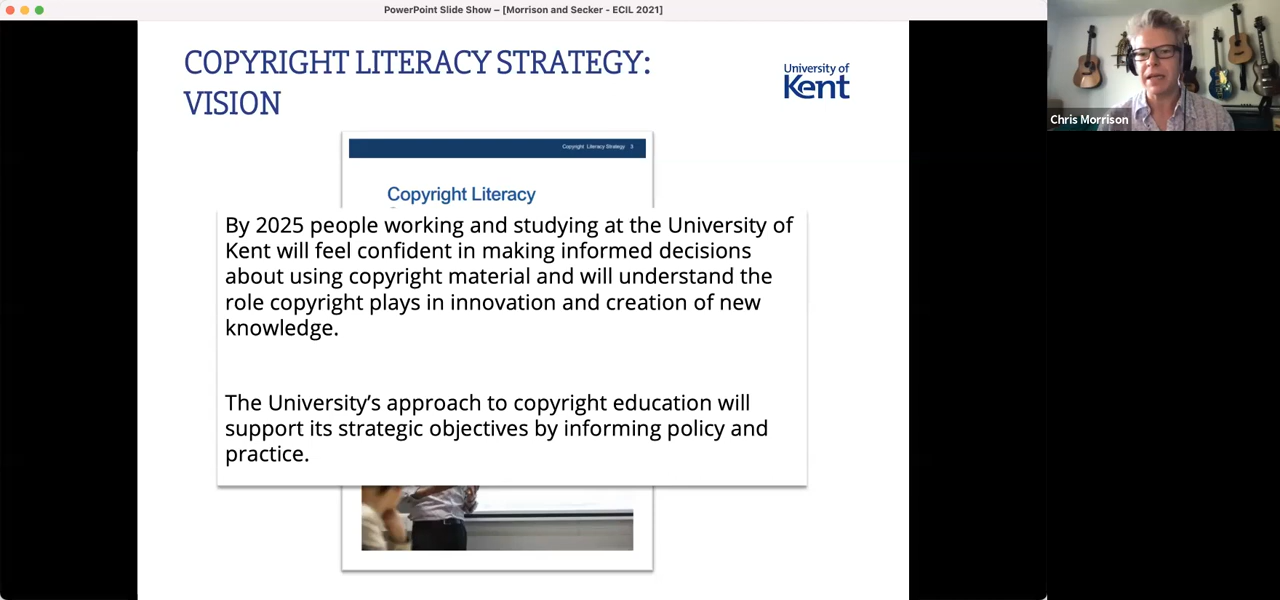 PowerPoint Slide Show – [Morrison and Secker - ECIL 2021]
COPYRIGHT LITERACY STRATEGY:
VISION
University of
Kent
Chris Morrison
Copyright Literacy Strategy 3
Copyright Literacy
By 2025 people working and studying at the University of
Kent will feel confident in making informed decisions
about using copyright material and will understand the
role copyright plays in innovation and creation of new
knowledge.
The University’s approach to copyright education will
support its strategic objectives by informing policy and
practice.